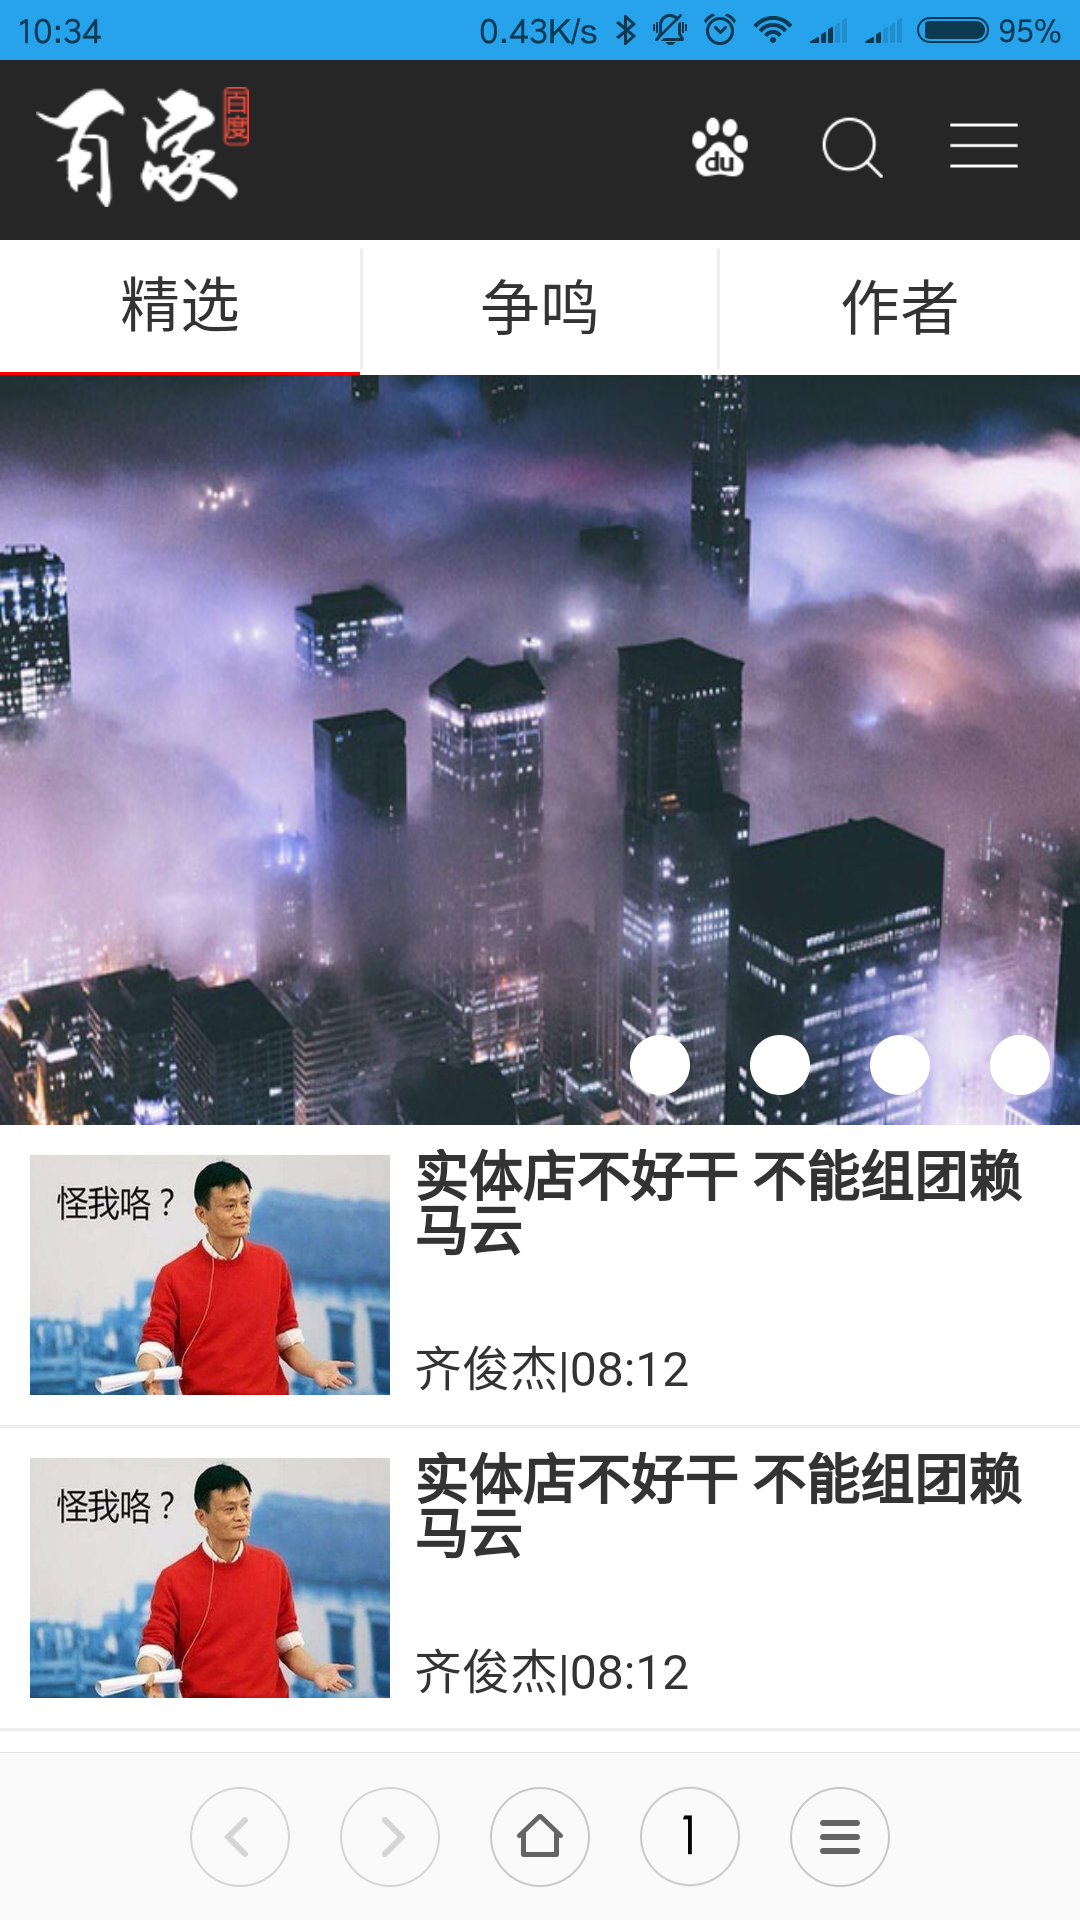 10:34 0.43K/s 95%
百家 百度
du
精选 争鸣 作者
怪我咯？
实体店不好干 不能组团赖
马云
齐俊杰|08:12
怪我咯？
实体店不好干 不能组团赖
马云
齐俊杰|08:12
1